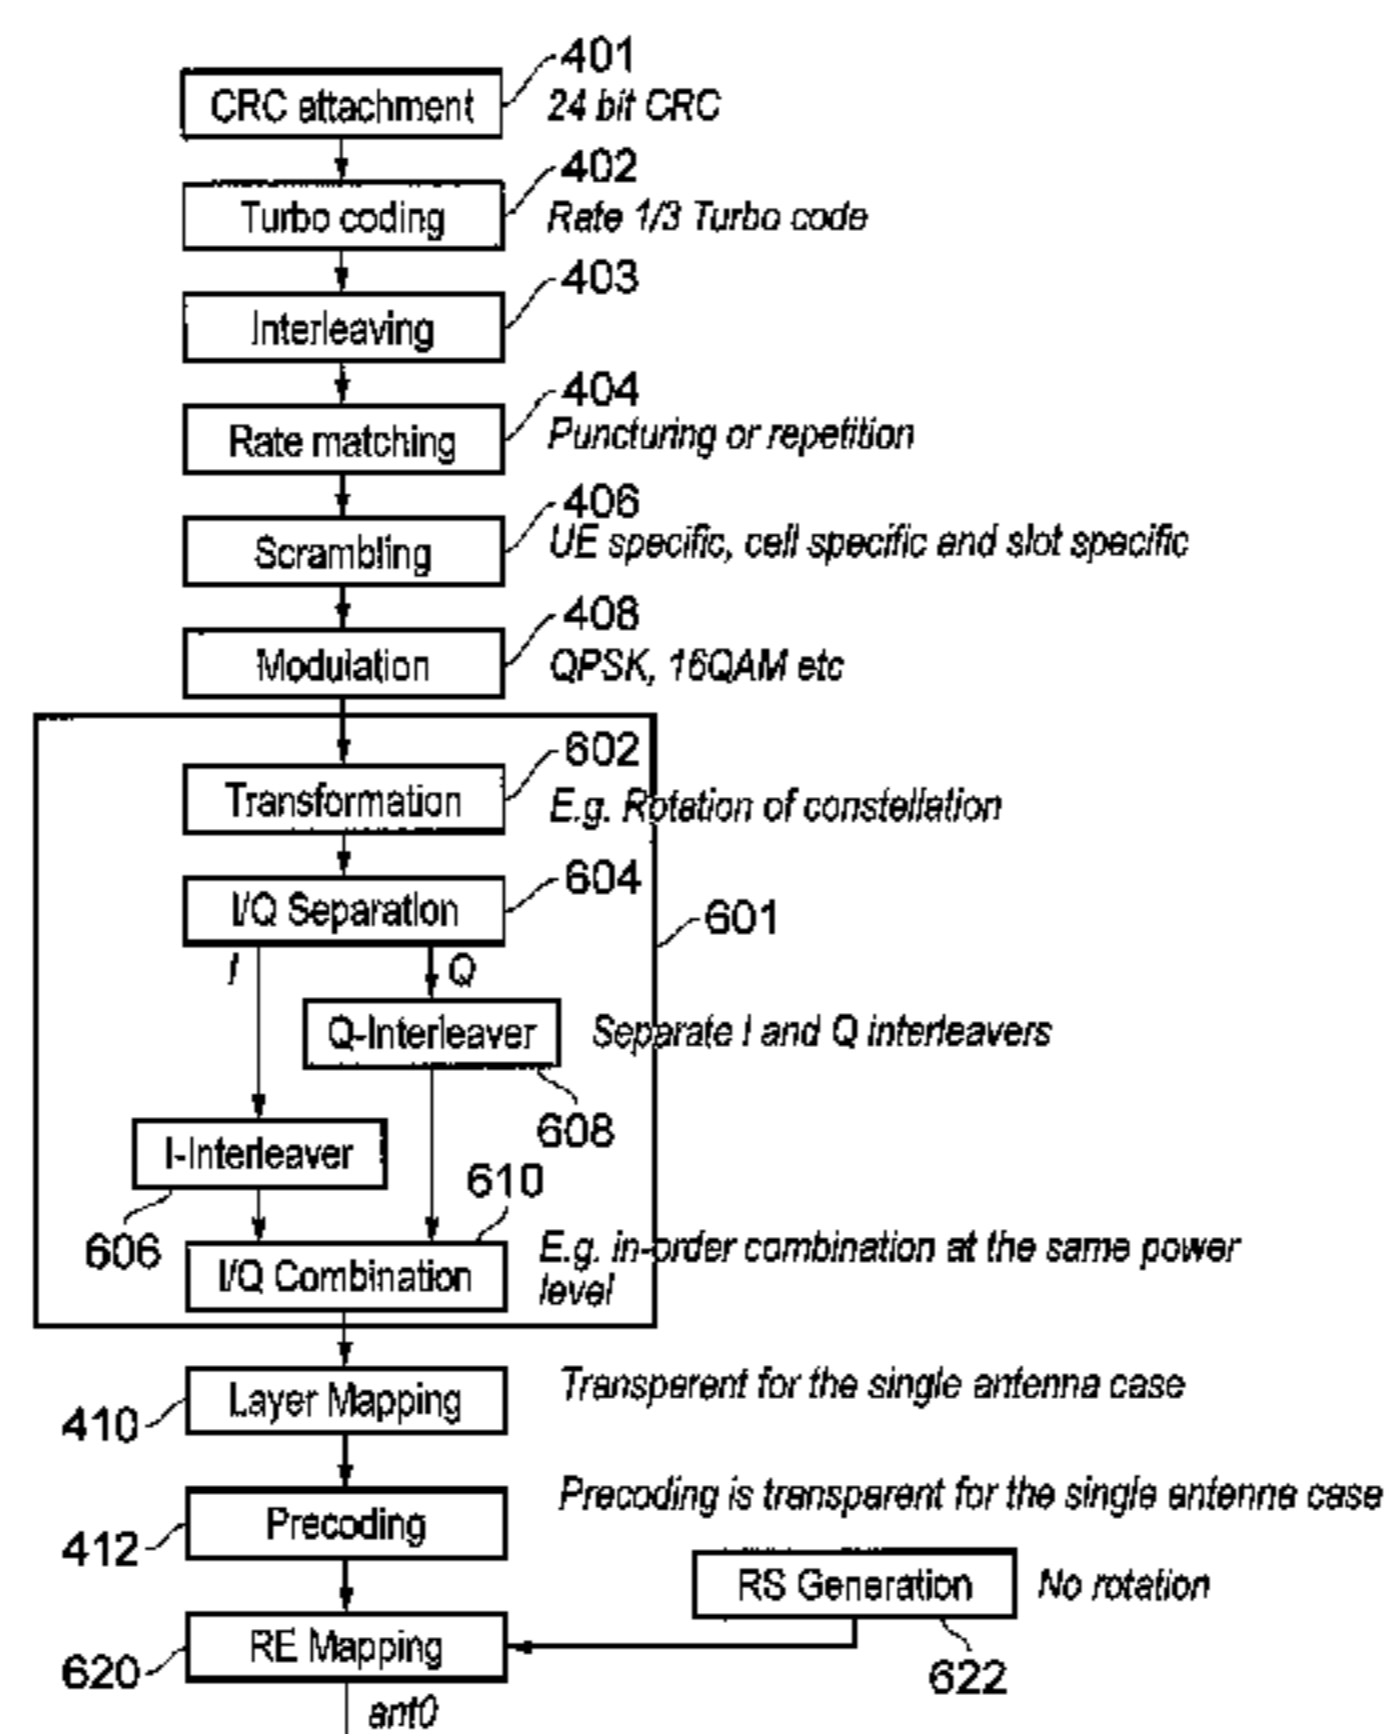 401
CRC attachment
24 bit CRC
402
Turbo coding
Rate 1/3 Turbo code
403
Interleaving
404
Rate matching
Puncturing or repetition
406
Scrambling
UE specific, cell specific and slot specific
408
Modulation
QPSK, 16QAM etc
602
Transformation
E.g. Rotation of constellation
604
I/Q Separation
601
I
Q
Q-Interleaver
Separate I and Q interleavers
608
I-Interleaver
610
606
I/Q Combination
E.g. in-order combination at the same power
level
Layer Mapping
Transparent for the single antenna case
410
Precoding
Precoding is transparent for the single antenna case
412
RS Generation
No rotation
RE Mapping
620
622
ant0